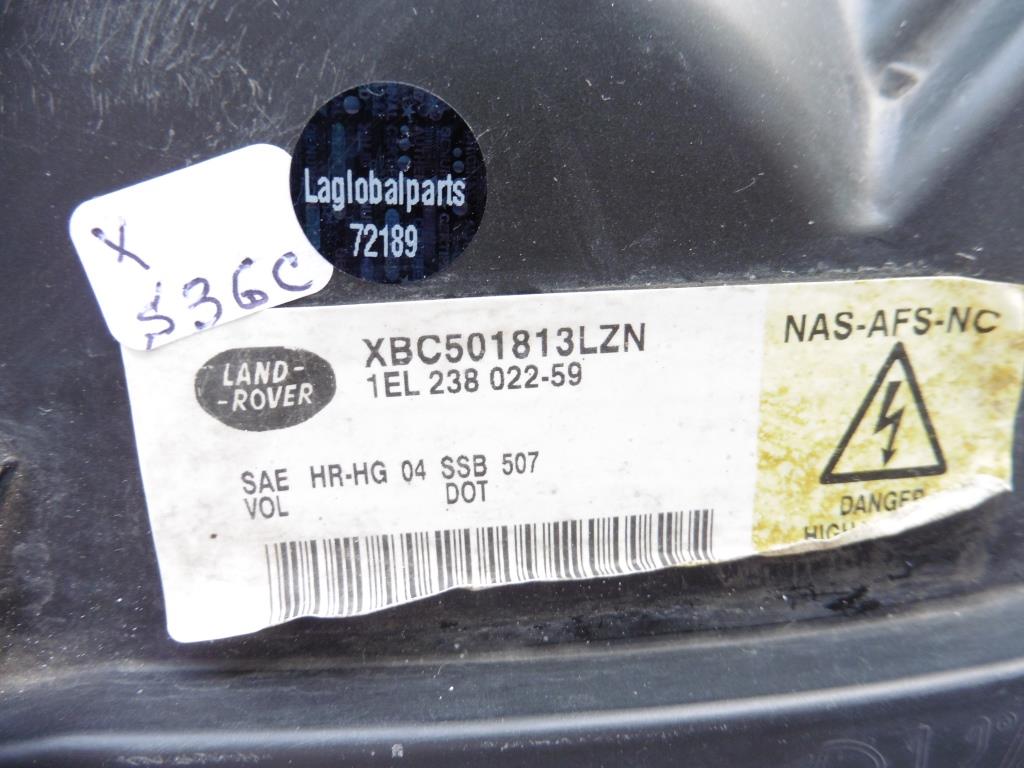 Laglobalparts
72189
X
536C
LAND-
-ROVER
XBC501813LZN
1EL 238 022-59
SAE HR-HG 04 SSB 507
VOL DOT
NAS-AFS-NC
DANGER